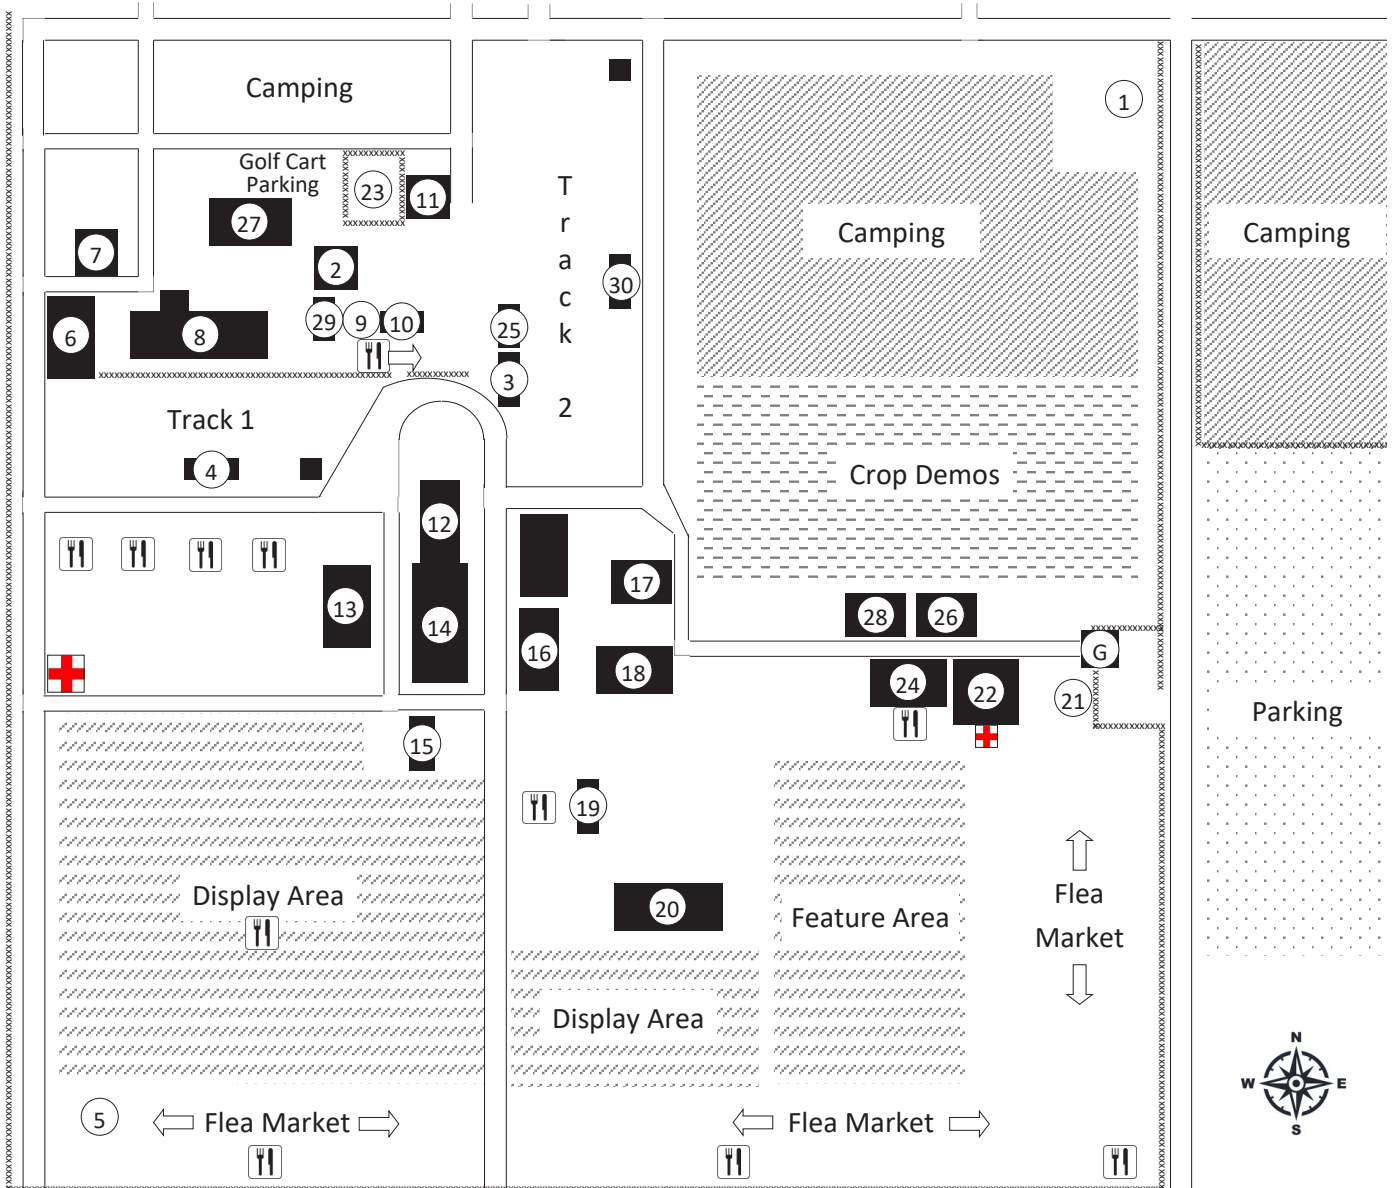 Camping
1
Golf Cart
Parking
23
11
27
7
2
T
r
a
c
k
2
30
Camping
Camping
6
8
29
9
10
25
3
Track 1
4
Crop Demos
12
13
14
17
16
18
28
26
G
24
22
21
Parking
15
19
Display Area
20
Feature Area
Flea
Market
Display Area
N
W
E
S
5
Flea Market
Flea Market